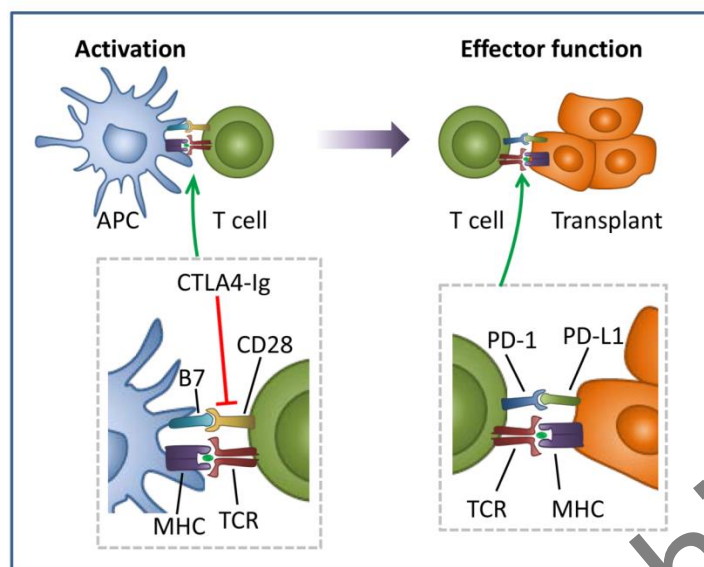 Activation
Effector function
APC
T cell
T cell
Transplant
CTLA4-Ig
CD28
B7
MHC
TCR
PD-1
PD-L1
TCR
MHC